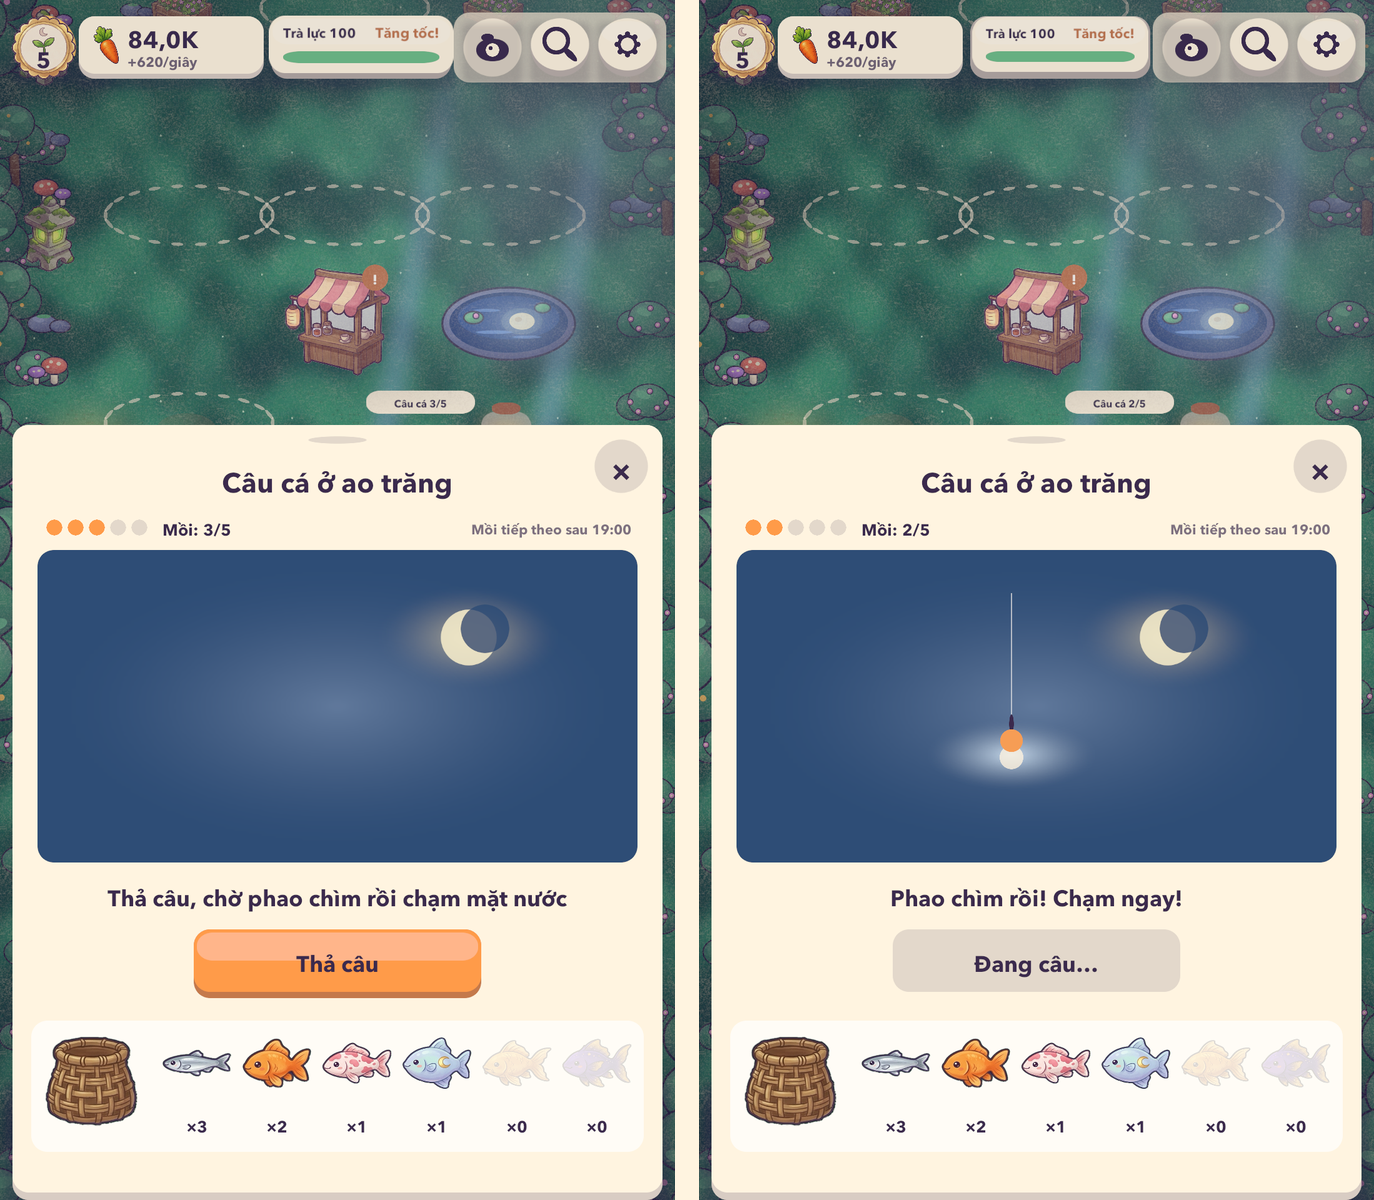 5
84,0K
+620/giây
Trà lực 100 Tăng tốc!
!
Câu cá 3/5
Câu cá ở ao trăng
×
Mồi: 3/5 Mồi tiếp theo sau 19:00
Thả câu, chờ phao chìm rồi chạm mặt nước
Thả câu
×3 ×2 ×1 ×1 ×0 ×0
5
84,0K
+620/giây
Trà lực 100 Tăng tốc!
!
Câu cá 2/5
Câu cá ở ao trăng
×
Mồi: 2/5 Mồi tiếp theo sau 19:00
Phao chìm rồi! Chạm ngay!
Đang câu...
×3 ×2 ×1 ×1 ×0 ×0